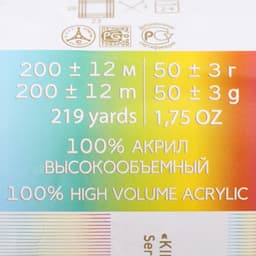 200 ± 12 м 50 ± 3 г
200 ± 12 m 50 ± 3 g
219 yards 1,75 OZ
100% АКРИЛ
ВЫСОКООБЪЕМНЫЙ
100% HIGH VOLUME ACRYLIC